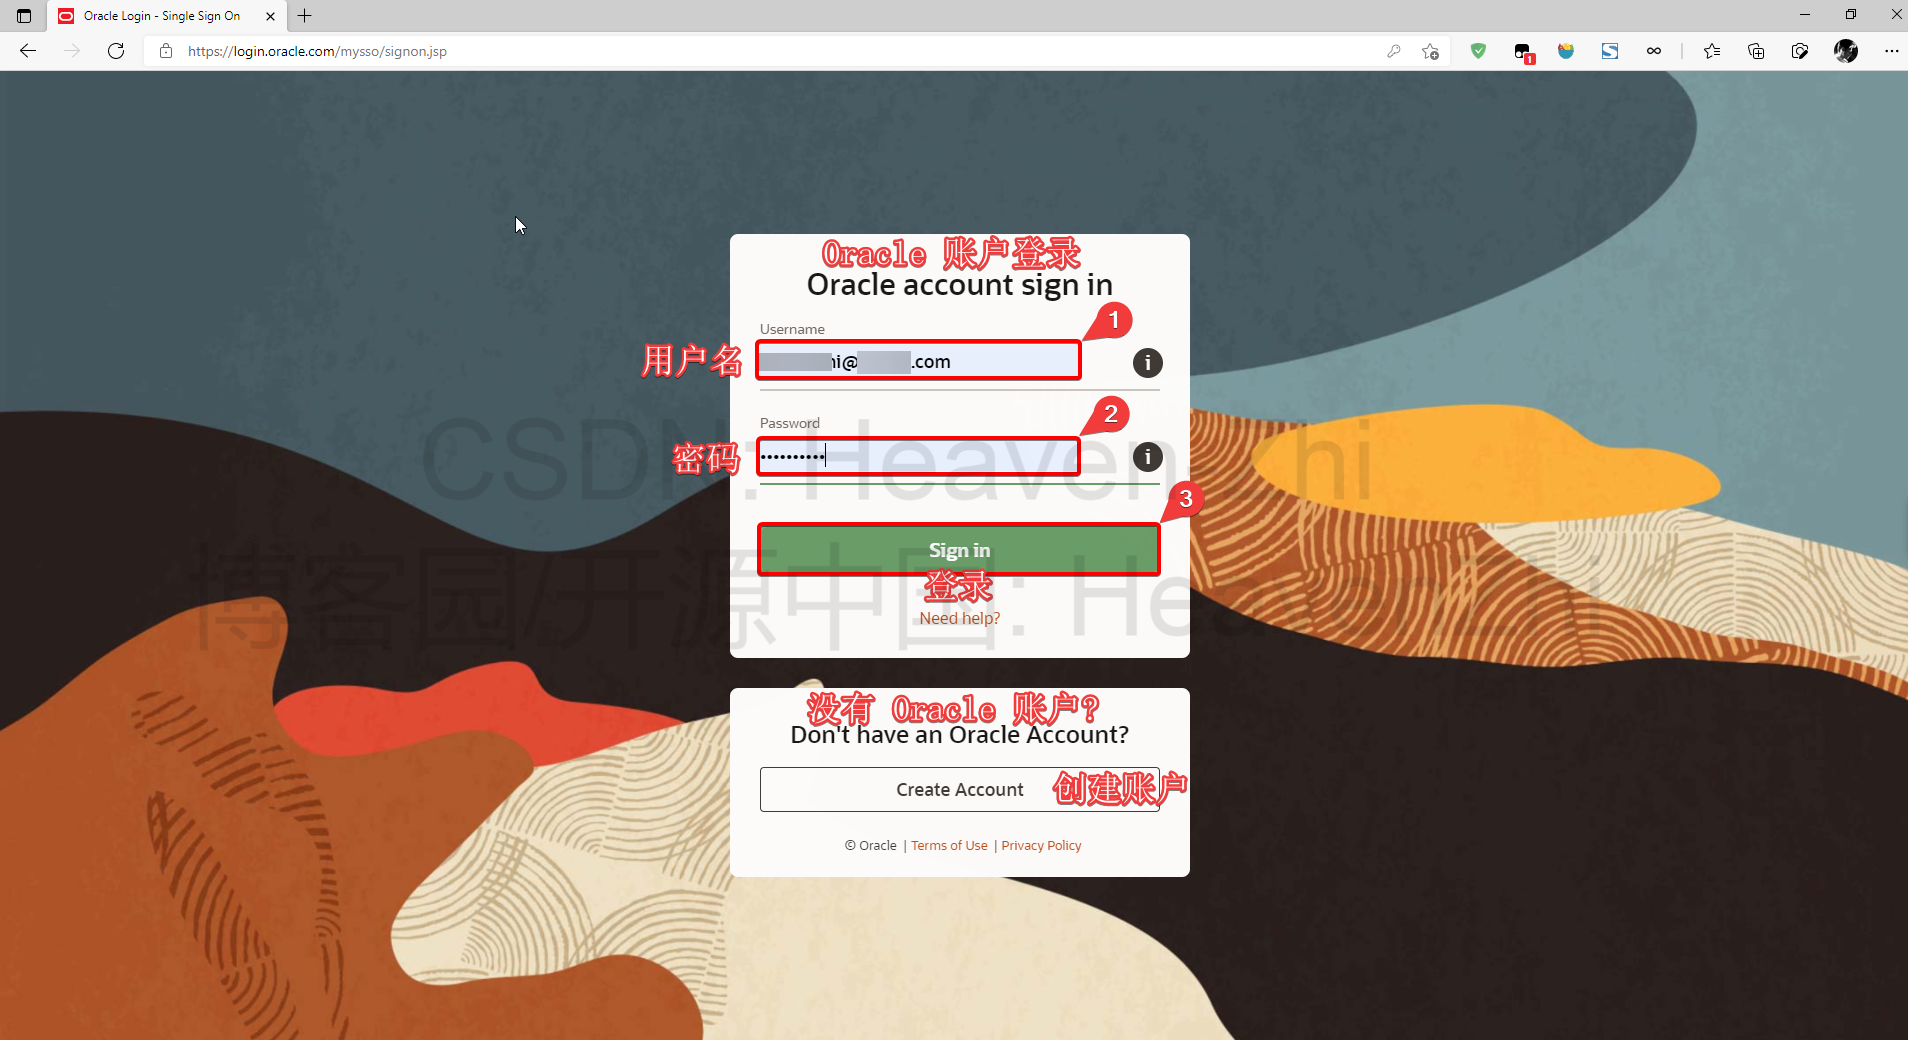 Oracle Login - Single Sign On
https://login.oracle.com/mysso/signon.jsp
1
Oracle 账户登录
Oracle account sign in
1
Username
用户名
hi@ .com
i
2
Password
密码
i
CSDN: Heaven Zhi
3
Sign in
登录
博客园/开源中国: Heaven Zhi
Need help?
没有 Oracle 账户?
Don't have an Oracle Account?
Create Account
创建账户
© Oracle | Terms of Use | Privacy Policy